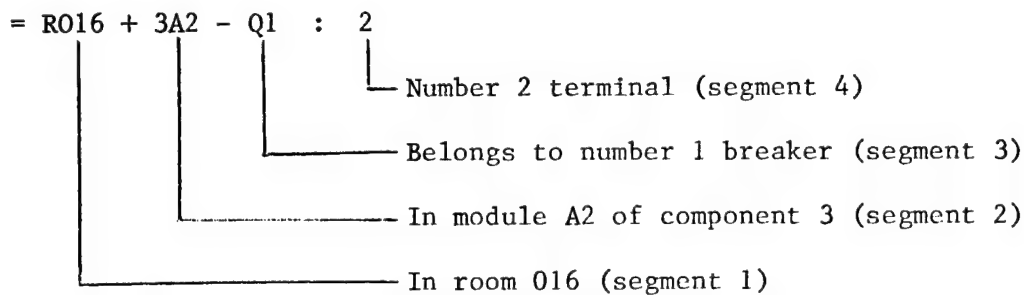 = R016 + 3A2 - Q1 : 2
Number 2 terminal (segment 4)
Belongs to number 1 breaker (segment 3)
In module A2 of component 3 (segment 2)
In room 016 (segment 1)